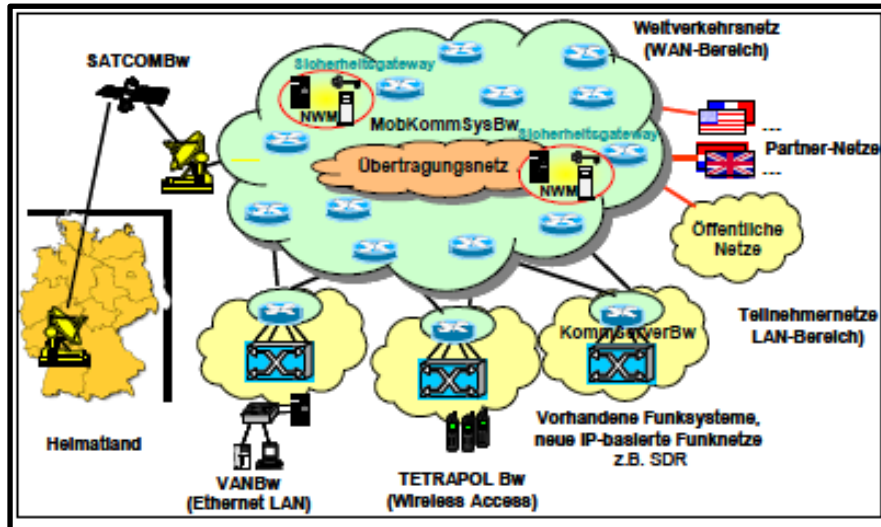 Weltverkehrsnetz
(WAN-Bereich)
SATCOMBw
Sicherheitsgateway
NWM
MobKommSysBw
Sicherheitsgateway
Übertragungsnetz
NWM
...
Partner-Netze
...
Öffentliche
Netze
Teilnehmernetze
LAN-Bereich)
KommServerBw
Heimatland
VANBw
(Ethernet LAN)
TETRAPOL Bw
(Wireless Access)
Vorhandene Funksysteme,
neue IP-basierte Funknetze
z.B. SDR